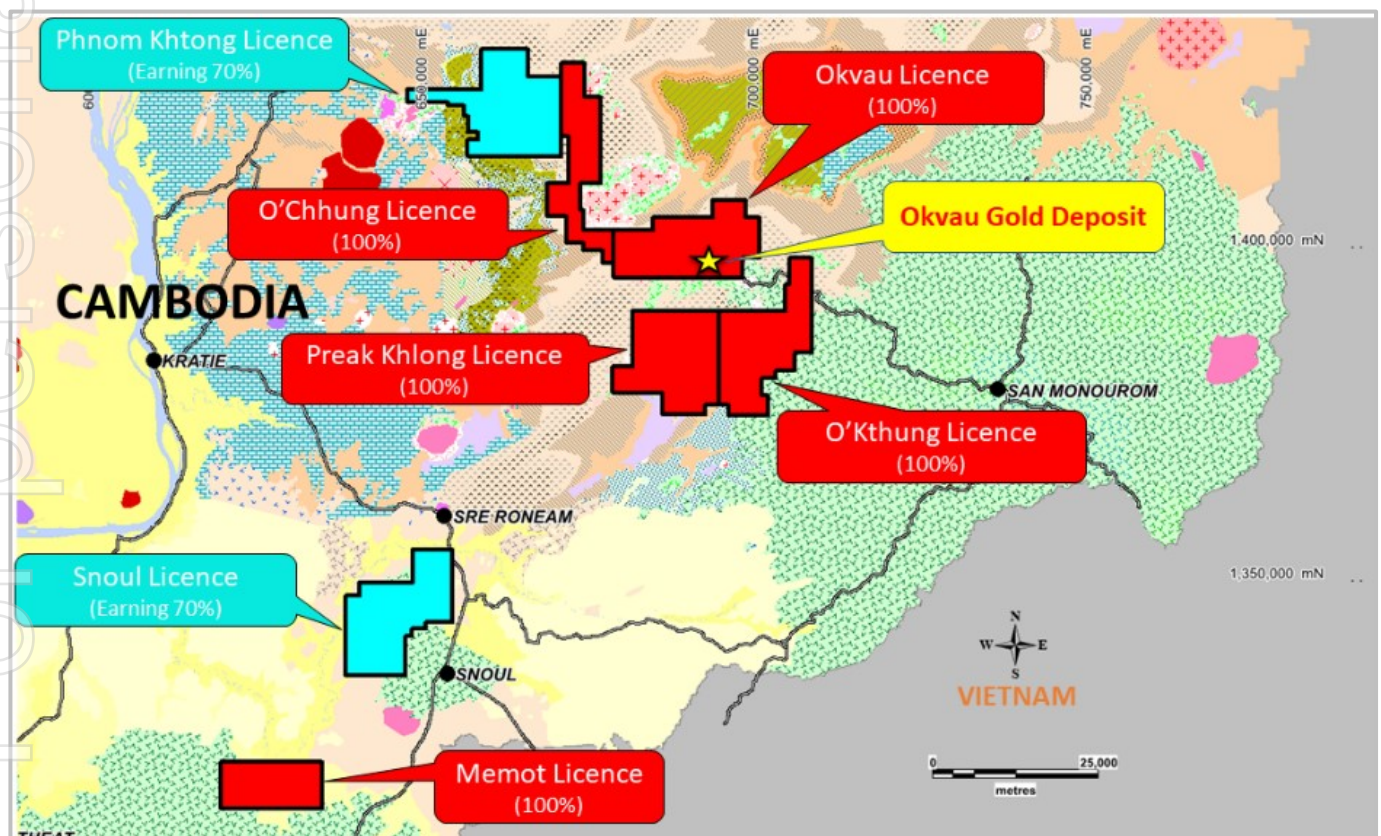 Phnom Khtong Licence
(Earning 70%)
650,000 mE
700,000 mE
750,000 mE
Okvau Licence
(100%)
O'Chhung Licence
(100%)
Okvau Gold Deposit
1,400,000 mN
CAMBODIA
KRATIE
Preak Khlong Licence
(100%)
SAN MONOUROM
O'Kthung Licence
(100%)
SRE RONEAM
Snoul Licence
(Earning 70%)
1,350,000 mN
N
W E
S
SNOUL
VIETNAM
Memot Licence
(100%)
0 25,000
metres